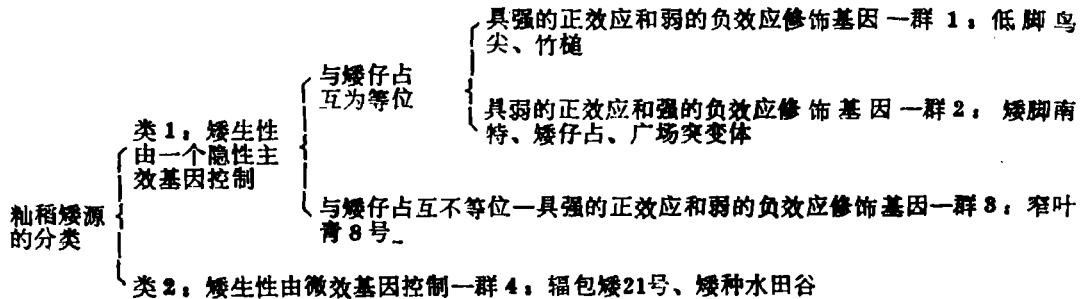 具强的正效应和弱的负效应修饰基因—群 1：低脚乌
尖、竹槌
与矮仔占
互为等位
具弱的正效应和强的负效应修饰基因—群2：矮脚南
特、矮仔占、广场突变体
类1：矮生性
由一个隐性主
效基因控制
与矮仔占互不等位—具强的正效应和弱的负效应修饰基因—群3：窄叶
青8号
籼稻矮源
的分类
类2：矮生性由微效基因控制—群4：辐包矮21号、矮种水田谷